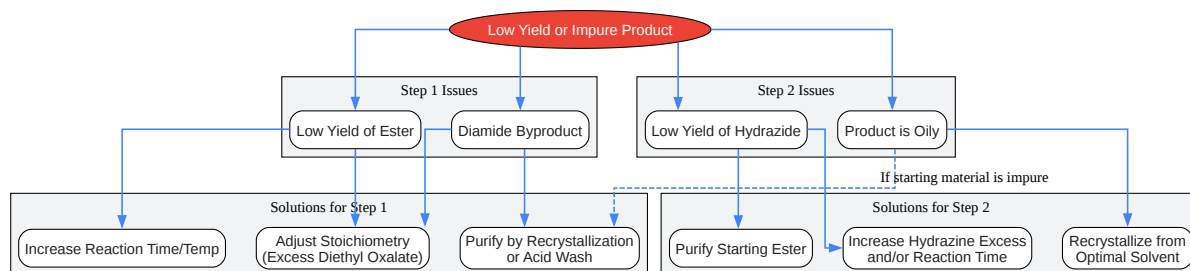 Low Yield or Impure Product
Step 1 Issues
Step 2 Issues
Low Yield of Ester
Diamide Byproduct
Low Yield of Hydrazide
Product is Oily
If starting material is impure
Solutions for Step 1
Solutions for Step 2
Increase Reaction Time/Temp
Adjust Stoichiometry
(Excess Diethyl Oxalate)
Purify by Recrystallization
or Acid Wash
Purify Starting Ester
Increase Hydrazine Excess
and/or Reaction Time
Recrystallize from
Optimal Solvent